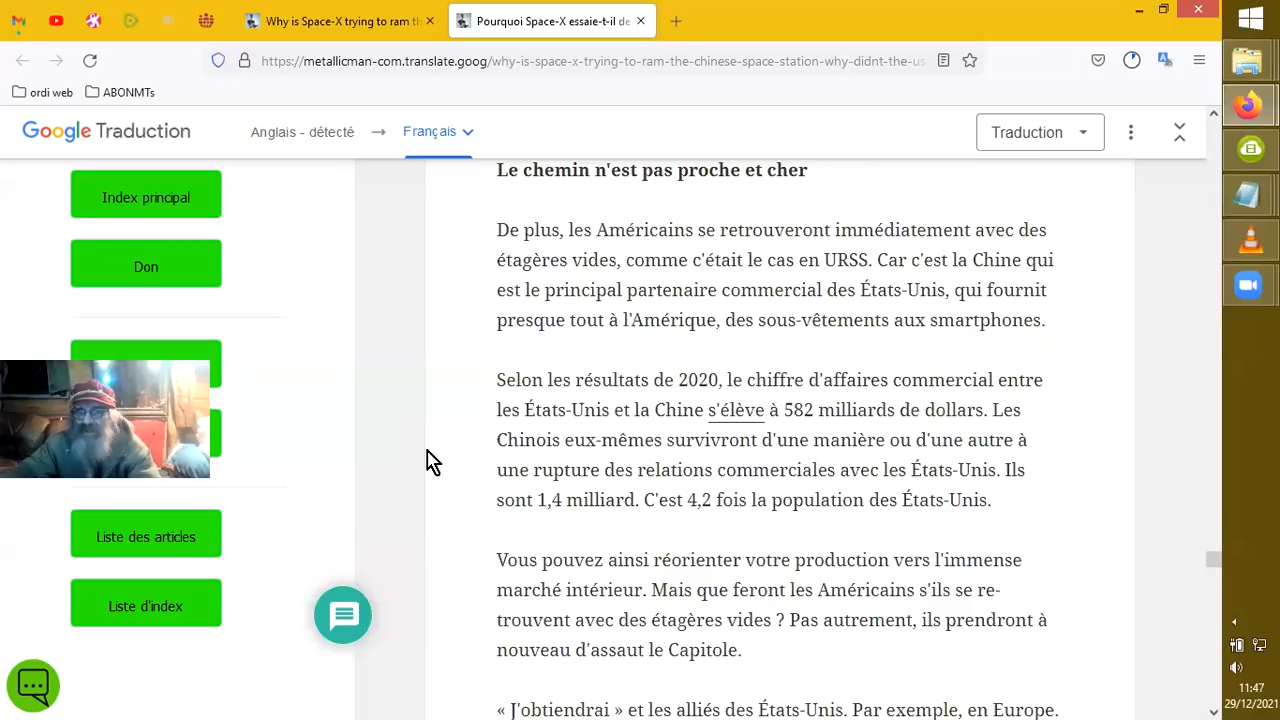 Why is Space-X trying to ram th
Pourquoi Space-X essaie-t-il de
https://metallicman-com.translate.goog/why-is-space-x-trying-to-ram-the-chinese-space-station-why-didnt-the-us
ordi web
ABONMTs
Google Traduction
Anglais - détecté
Français
Traduction
Index principal
Don
Liste des articles
Liste d'index
Le chemin n'est pas proche et cher
De plus, les Américains se retrouveront immédiatement avec des
étagères vides, comme c'était le cas en URSS. Car c'est la Chine qui
est le principal partenaire commercial des États-Unis, qui fournit
presque tout à l'Amérique, des sous-vêtements aux smartphones.
Selon les résultats de 2020, le chiffre d'affaires commercial entre
les États-Unis et la Chine s'élève à 582 milliards de dollars. Les
Chinois eux-mêmes survivront d'une manière ou d'une autre à
une rupture des relations commerciales avec les États-Unis. Ils
sont 1,4 milliard. C'est 4,2 fois la population des États-Unis.
Vous pouvez ainsi réorienter votre production vers l'immense
marché intérieur. Mais que feront les Américains s'ils se re-
trouvent avec des étagères vides ? Pas autrement, ils prendront à
nouveau d'assaut le Capitole.
« J'obtiendrai » et les alliés des États-Unis. Par exemple, en Europe.
11:47
29/12/2021